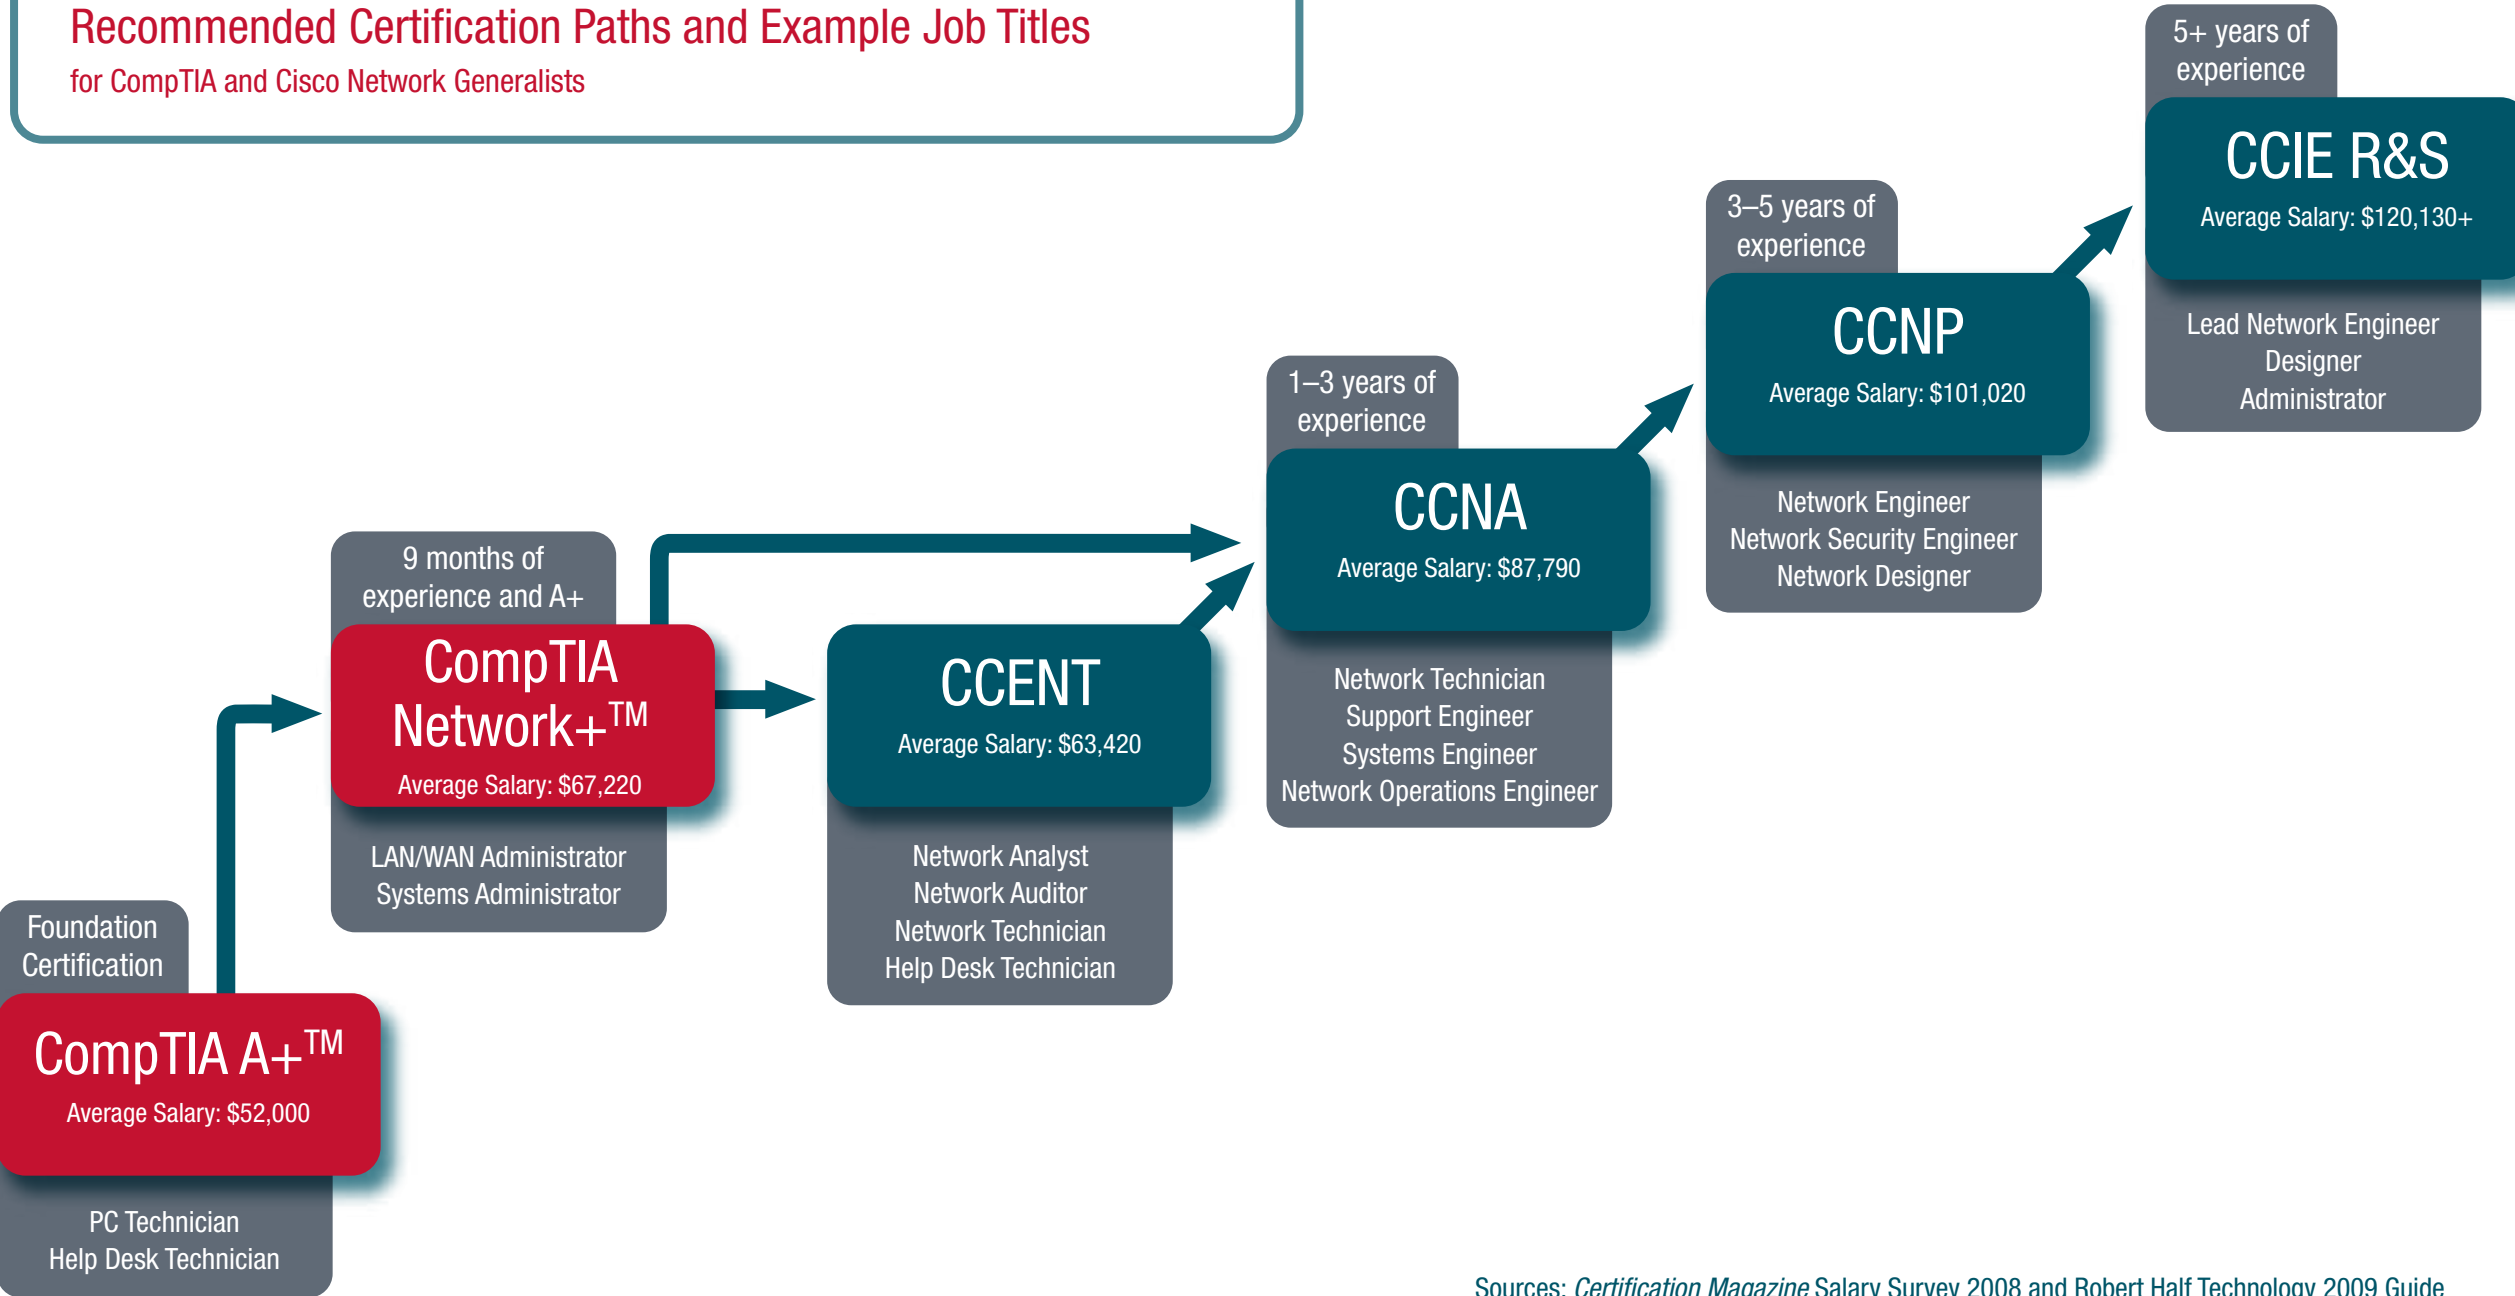 Recommended Certification Paths and Example Job Titles
for CompTIA and Cisco Network Generalists
Foundation
Certification
CompTIA A+™
Average Salary: $52,000
PC Technician
Help Desk Technician
9 months of
experience and A+
CompTIA
Network+™
Average Salary: $67,220
LAN/WAN Administrator
Systems Administrator
CCENT
Average Salary: $63,420
Network Analyst
Network Auditor
Network Technician
Help Desk Technician
1–3 years of
experience
CCNA
Average Salary: $87,790
Network Technician
Support Engineer
Systems Engineer
Network Operations Engineer
3–5 years of
experience
CCNP
Average Salary: $101,020
Network Engineer
Network Security Engineer
Network Designer
5+ years of
experience
CCIE R&S
Average Salary: $120,130+
Lead Network Engineer
Designer
Administrator
Sources: Certification Magazine Salary Survey 2008 and Robert Half Technology 2009 Guide